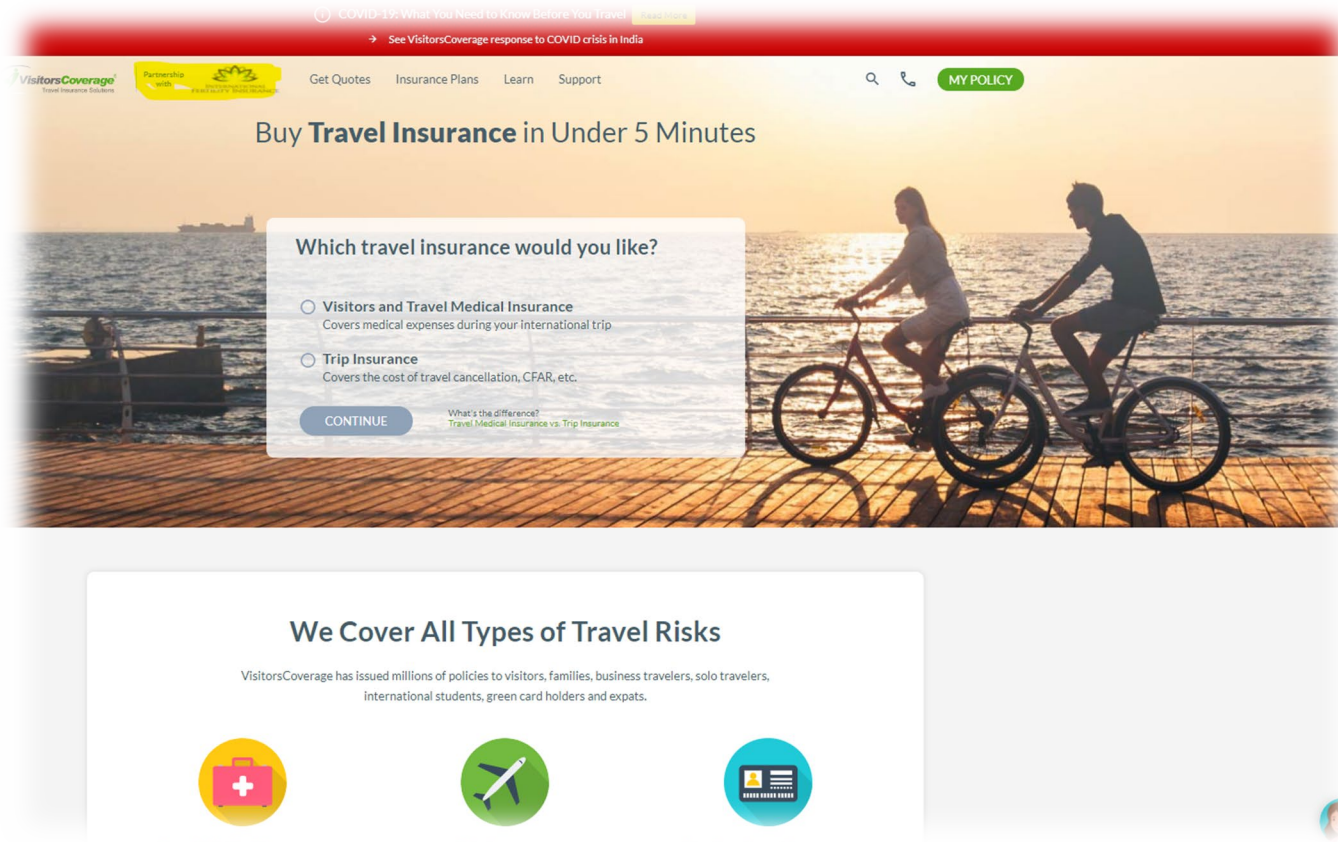 COVID-19: What You Need to Know Before You Travel Read More
→ See VisitorsCoverage response to COVID crisis in India
VisitorsCoverage
Travel Insurance Solutions
Partnership
with
INTERNATIONAL
FERTILITY INSURANCE
Get Quotes Insurance Plans Learn Support
MY POLICY
Buy Travel Insurance in Under 5 Minutes
Which travel insurance would you like?
Visitors and Travel Medical Insurance
Covers medical expenses during your international trip
Trip Insurance
Covers the cost of travel cancellation, CFAR, etc.
CONTINUE
What's the difference?
Travel Medical Insurance vs. Trip Insurance
We Cover All Types of Travel Risks
VisitorsCoverage has issued millions of policies to visitors, families, business travelers, solo travelers,
international students, green card holders and expats.